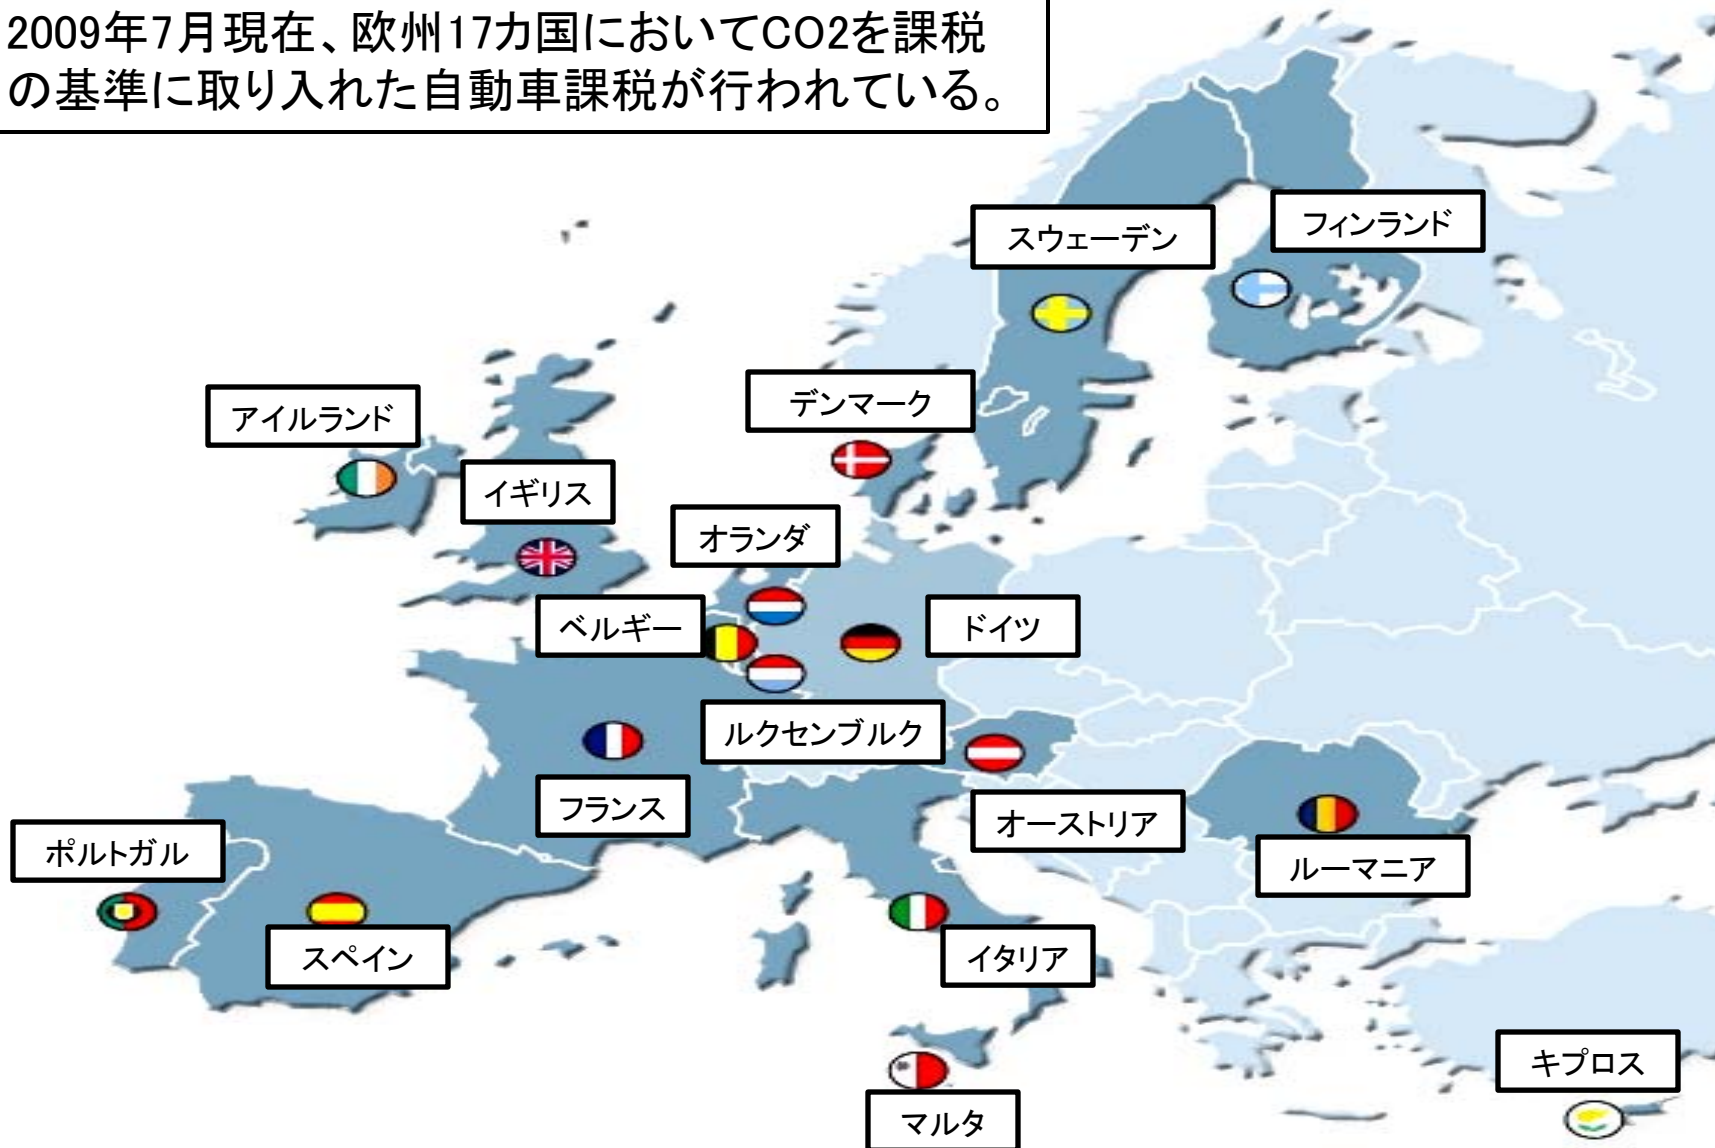 2009年7月現在、欧州17カ国においてCO2を課税
の基準に取り入れた自動車課税が行われている。
フィンランド
スウェーデン
デンマーク
アイルランド
イギリス
オランダ
ベルギー
ドイツ
ルクセンブルク
フランス
オーストリア
ポルトガル
ルーマニア
スペイン
イタリア
キプロス
マルタ